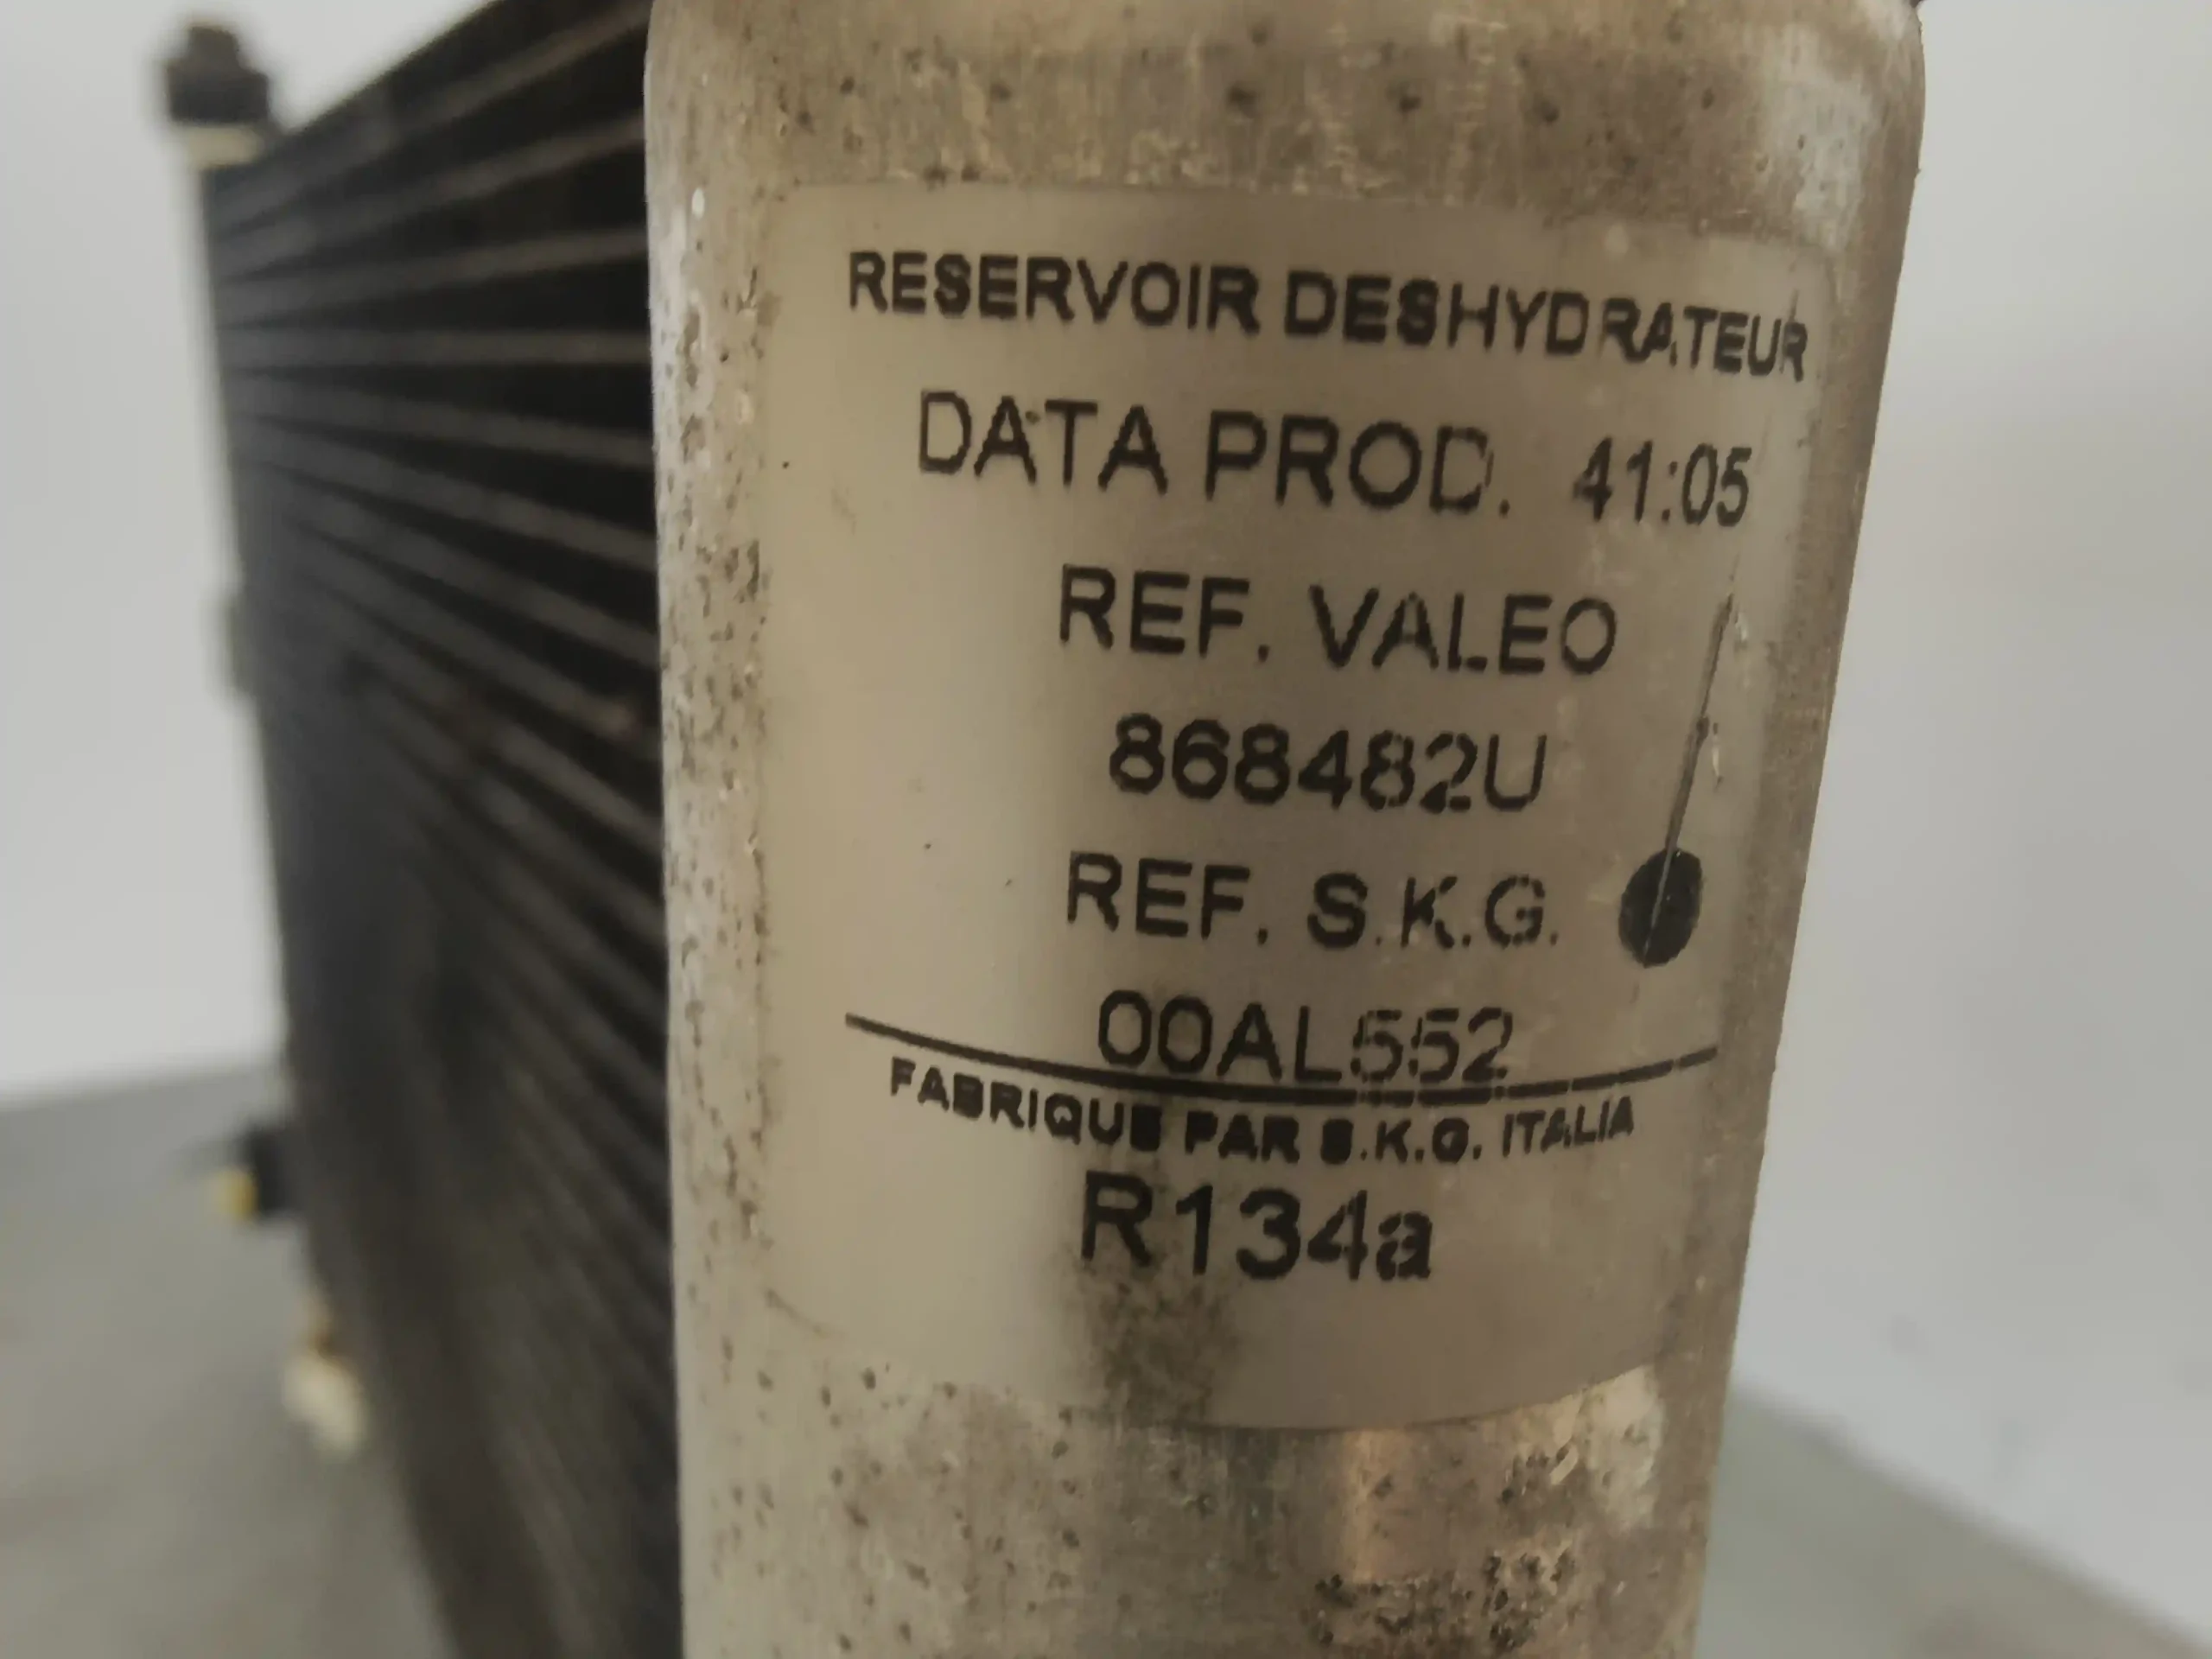 RESERVOIR DESHYDRATEUR
DATA PROD. 41:05
REF. VALEO
868482U
REF. S.K.G.
00AL552
FABRIQUE PAR S.K.G. ITALIA
R134a